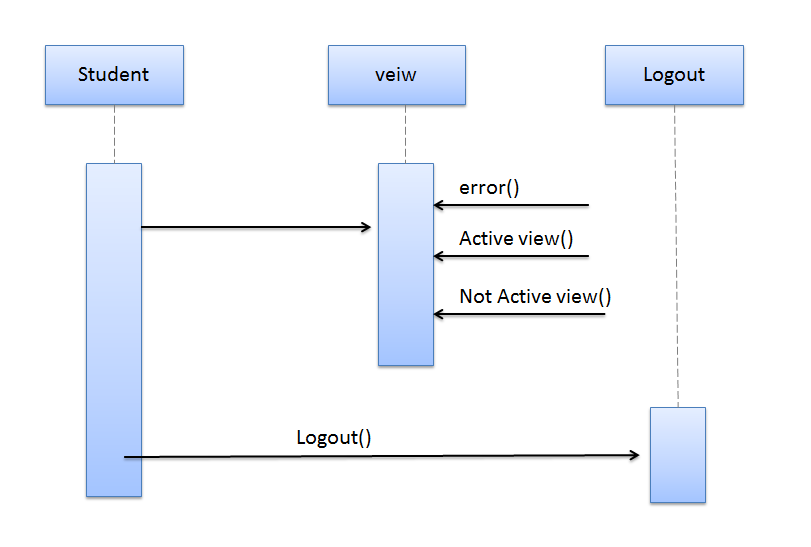 Student
veiw
Logout
error()
Active view()
Not Active view()
Logout()